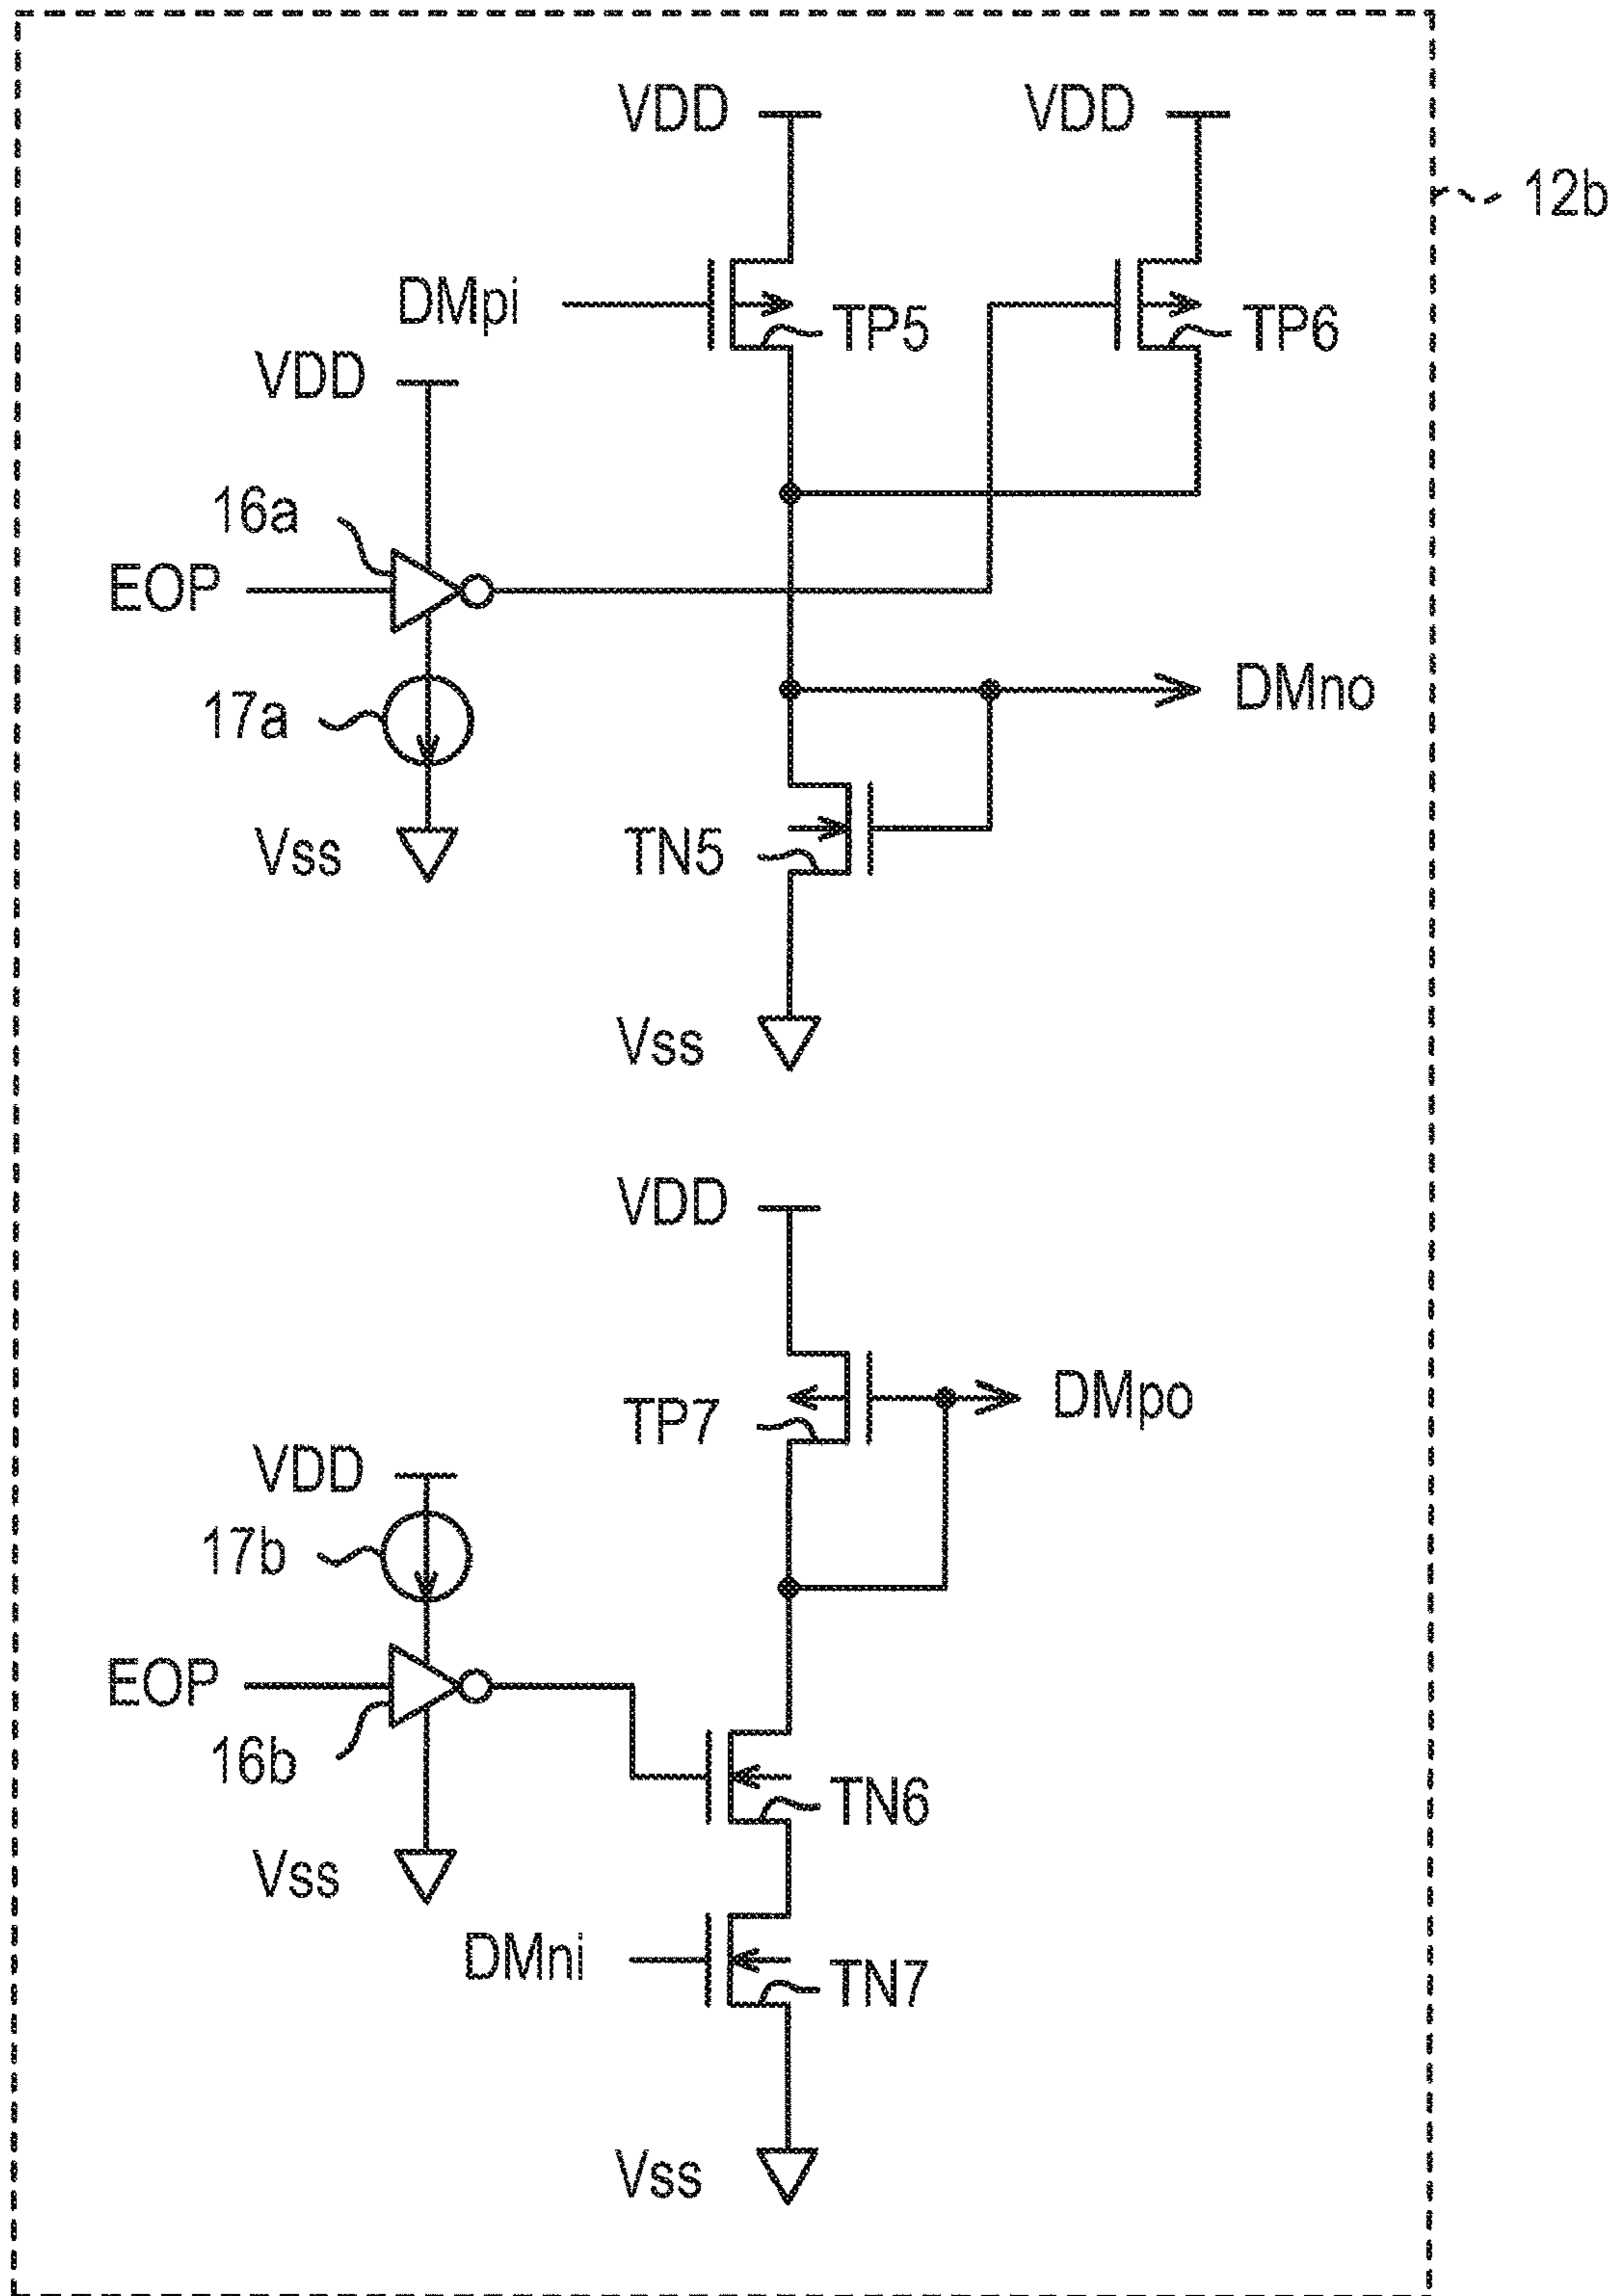 VDD
VDD
12b
DMpi
TP5
TP6
VDD
16a
EOP
17a
DMno
Vss
TN5
Vss
VDD
TP7
DMpo
VDD
17b
EOP
16b
TN6
Vss
DMni
TN7
Vss